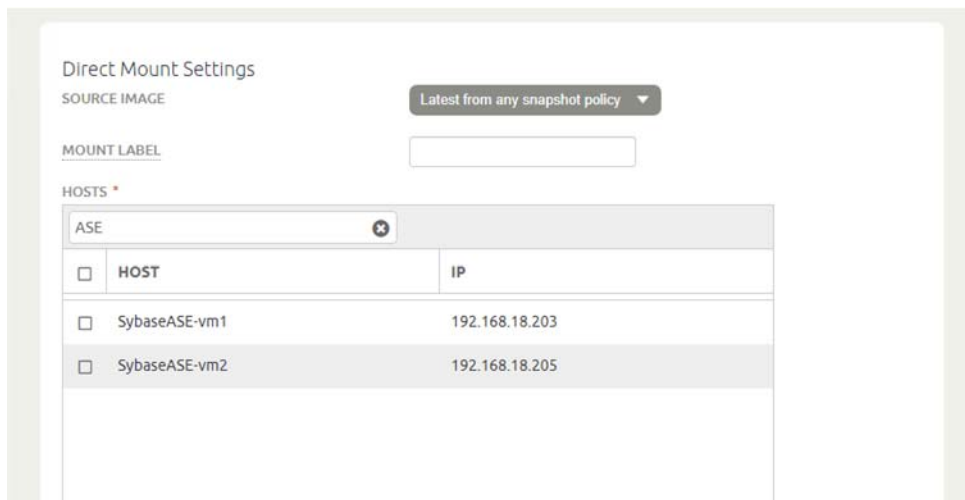 Direct Mount Settings
SOURCE IMAGE Latest from any snapshot policy
MOUNT LABEL
HOSTS *
ASE
HOST IP
SybaseASE-vm1 192.168.18.203
SybaseASE-vm2 192.168.18.205